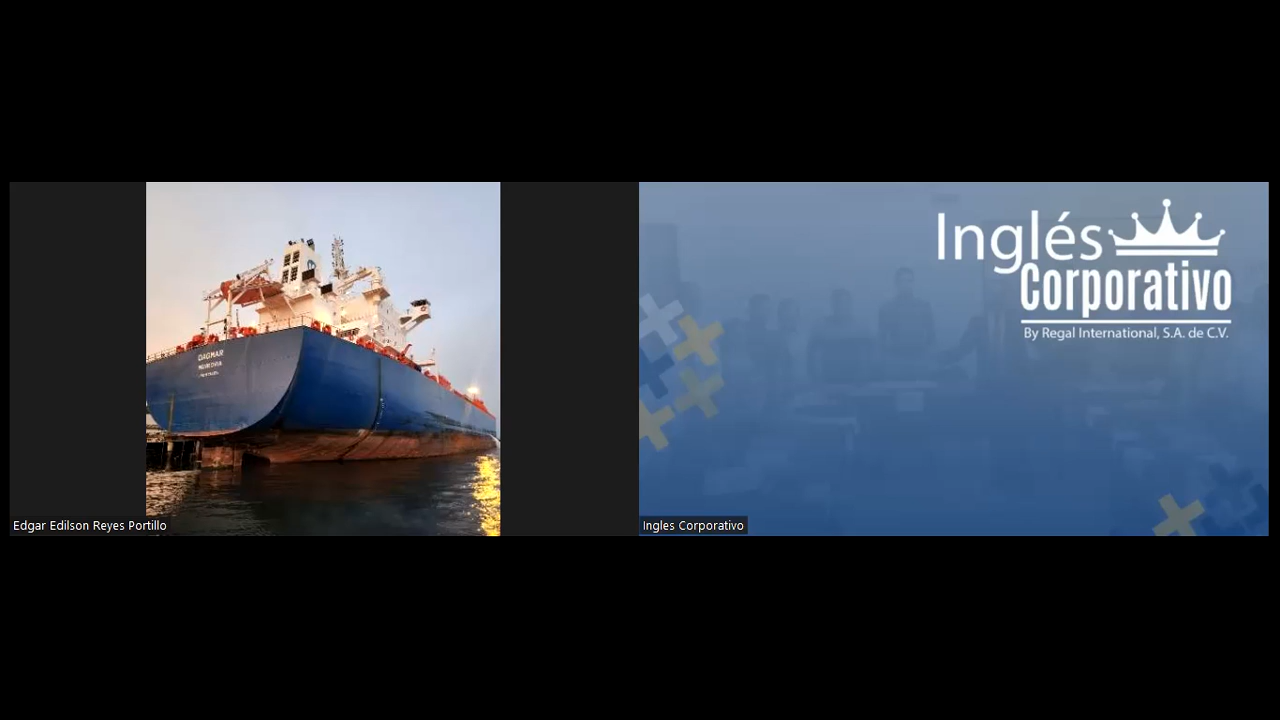 DAGMAR
Edgar Edilson Reyes Portillo
Inglés
Corporativo
By Regal International, S.A. de C.V.
Ingles Corporativo